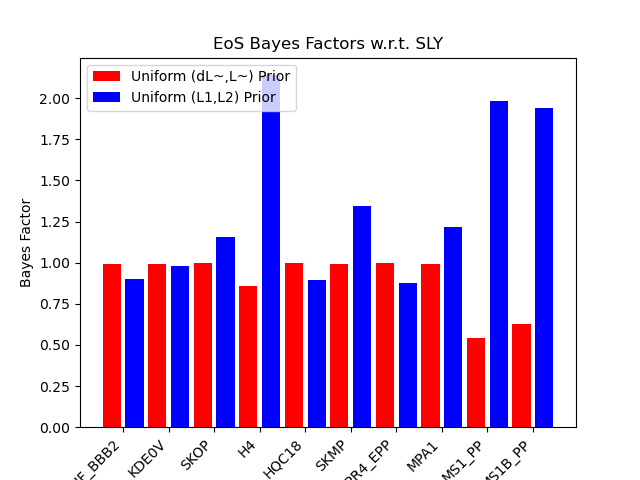 EoS Bayes Factors w.r.t. SLY
Uniform (dL~,L~) Prior
Uniform (L1,L2) Prior
Bayes Factor
2.00
1.75
1.50
1.25
1.00
0.75
0.50
0.25
0.00
KDE0V
SKOP
H4
HQC18
SKMP
PR4_EPP
MPA1
MS1_PP
MS1B_PP